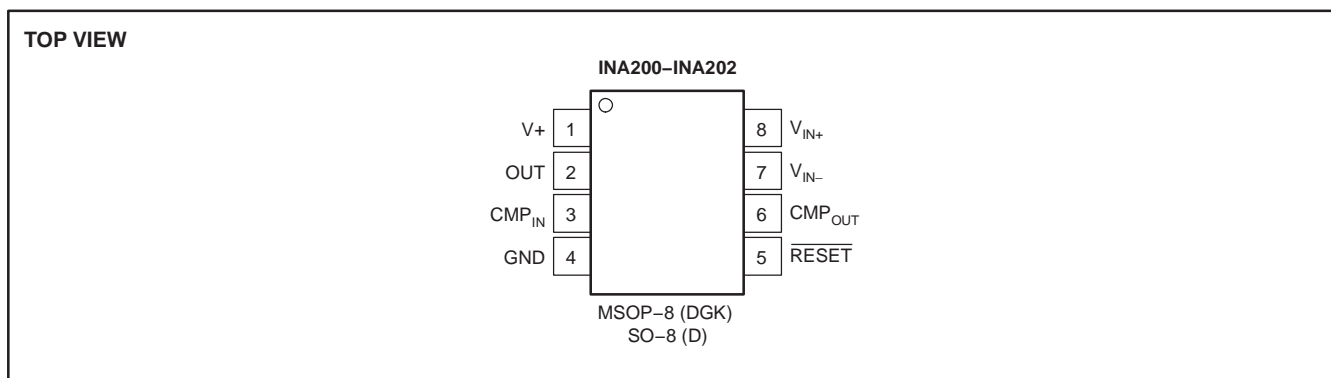 TOP VIEW
INA200–INA202
V+ 1
OUT 2
CMP_IN 3
GND 4
8 V_IN+
7 V_IN–
6 CMP_OUT
5 R̅E̅S̅E̅T̅
MSOP–8 (DGK)
SO–8 (D)